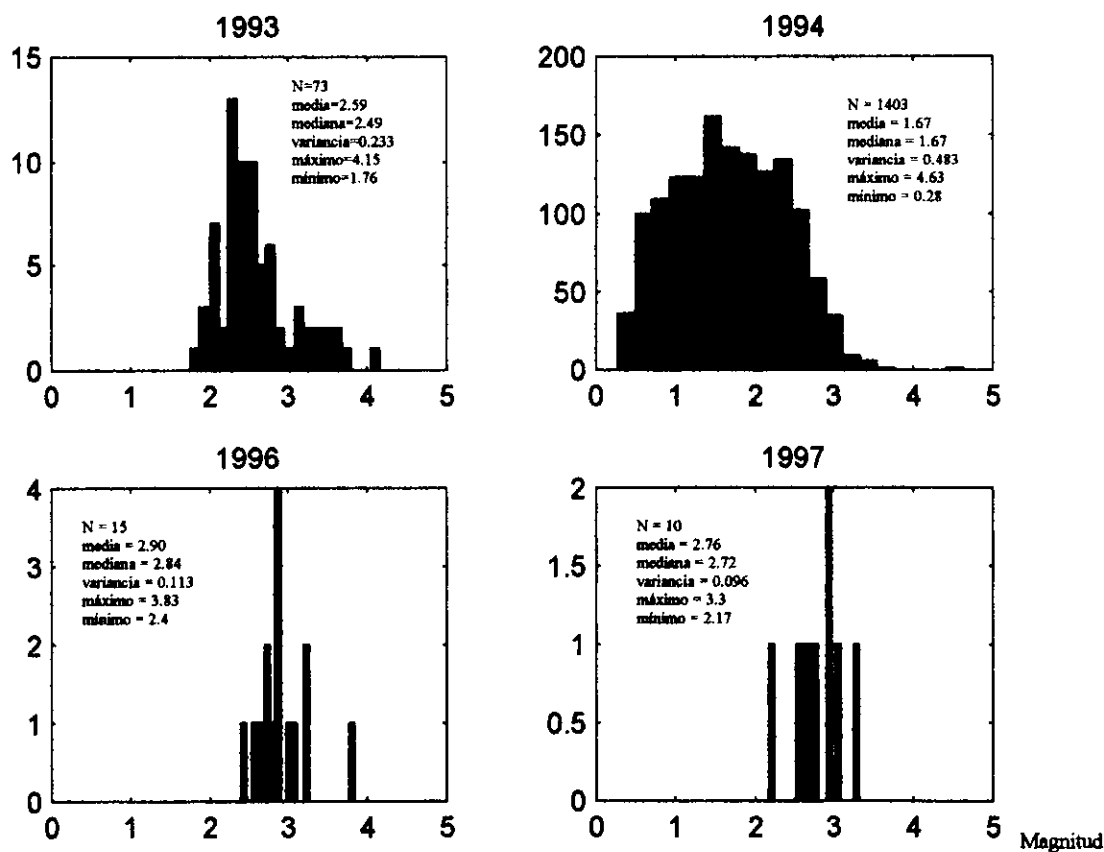 1993
15
10
5
0
N=73
media=2.59
mediana=2.49
variancia=0.233
máximo=4.15
mínimo=1.76
0 1 2 3 4 5
1994
200
150
100
50
0
N = 1403
media = 1.67
mediana = 1.67
variancia = 0.483
máximo = 4.63
mínimo = 0.28
0 1 2 3 4 5
1996
4
3
2
1
0
N = 15
media = 2.90
mediana = 2.84
variancia = 0.113
máximo = 3.83
mínimo = 2.4
0 1 2 3 4 5
1997
2
1.5
1
0.5
0
N = 10
media = 2.76
mediana = 2.72
variancia = 0.096
máximo = 3.3
mínimo = 2.17
0 1 2 3 4 5
Magnitud